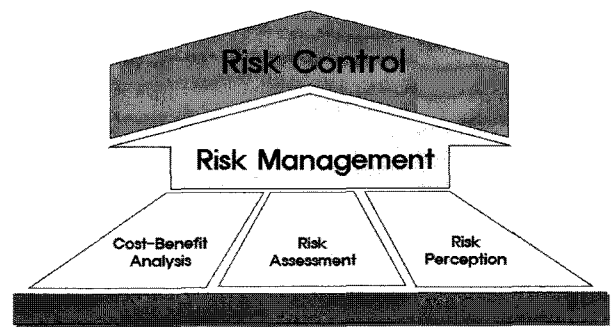 Risk Control
Risk Management
Cost-Benefit
Analysis
Risk
Assessment
Risk
Perception